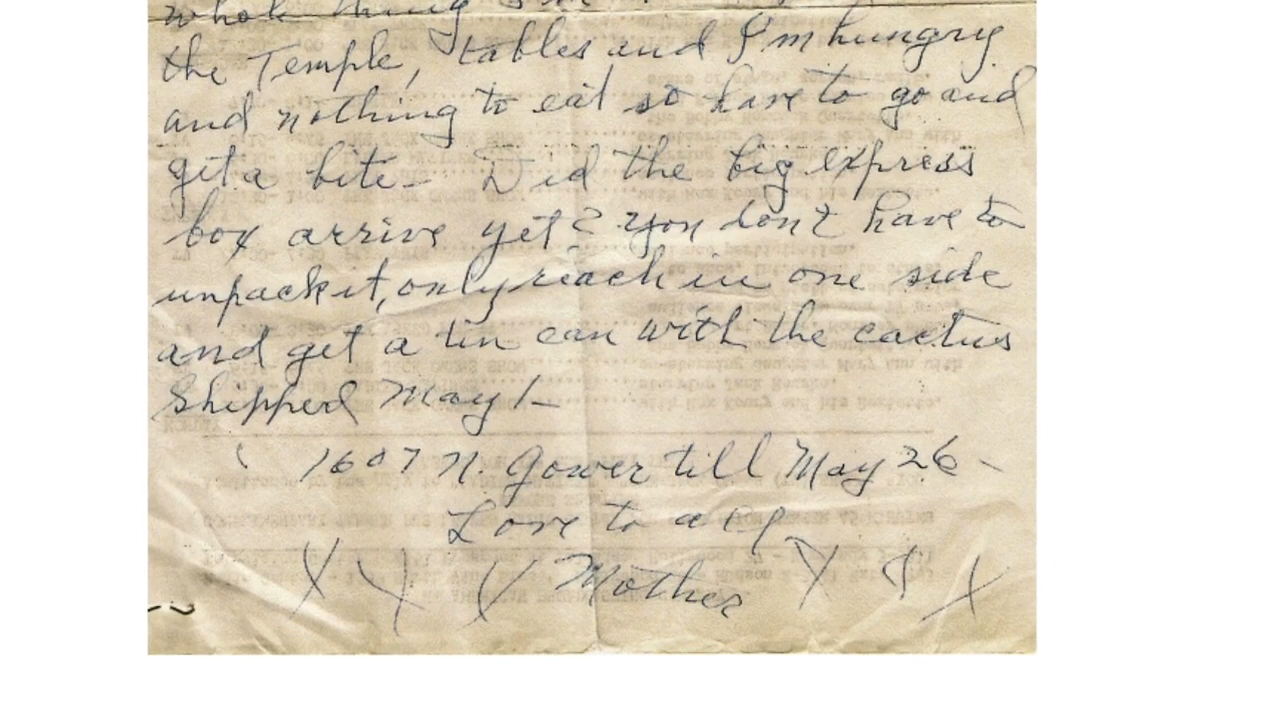 whole thing
the Temple, tables and I'm hungry
and nothing to eat so have to go and
get a bite – Did the big express
box arrive yet? You don't have to
unpack it, only reach in one side
and get a tin can with the cactus
Shipped May 1 –
1607 N. Gower till May 26 –
Love to all
X X X Mother X X X